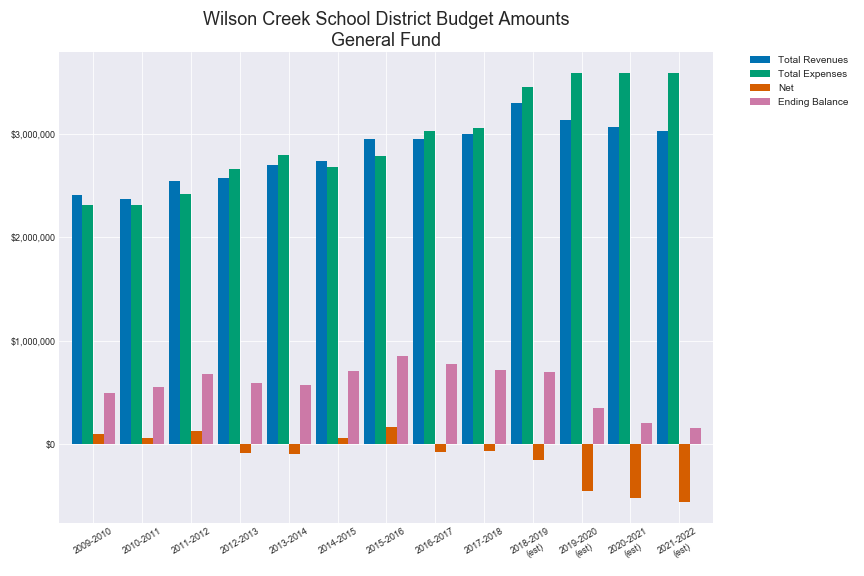 Wilson Creek School District Budget Amounts
General Fund
Total Revenues
Total Expenses
Net
Ending Balance
$3,000,000
$2,000,000
$1,000,000
$0
2009-2010
2010-2011
2011-2012
2012-2013
2013-2014
2014-2015
2015-2016
2016-2017
2017-2018
2018-2019
(est)
2019-2020
(est)
2020-2021
(est)
2021-2022
(est)